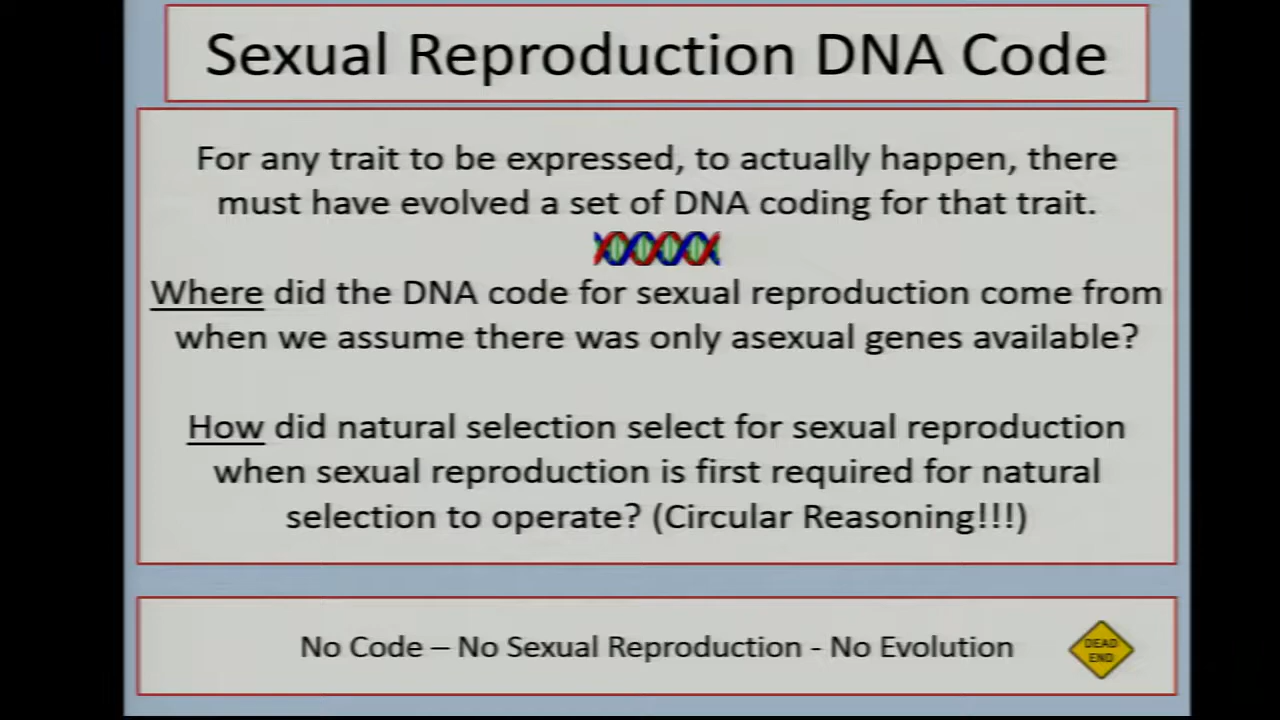 Sexual Reproduction DNA Code
For any trait to be expressed, to actually happen, there
must have evolved a set of DNA coding for that trait.
Where did the DNA code for sexual reproduction come from
when we assume there was only asexual genes available?
How did natural selection select for sexual reproduction
when sexual reproduction is first required for natural
selection to operate? (Circular Reasoning!!!)
No Code – No Sexual Reproduction - No Evolution
DEAD
END